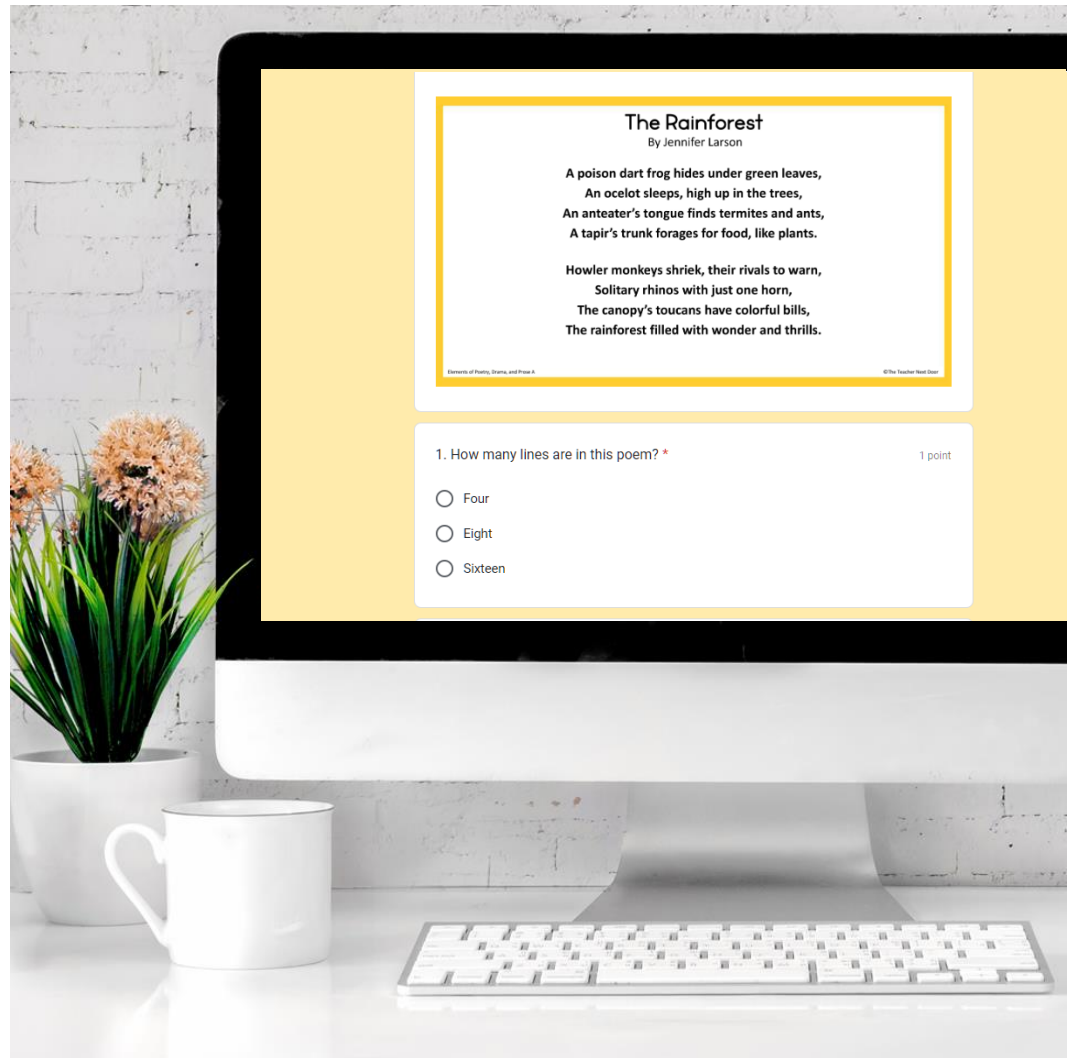 The Rainforest
By Jennifer Larson
A poison dart frog hides under green leaves,
An ocelot sleeps, high up in the trees,
An anteater's tongue finds termites and ants,
A tapir's trunk forages for food, like plants.
Howler monkeys shriek, their rivals to warn,
Solitary rhinos with just one horn,
The canopy's toucans have colorful bills,
The rainforest filled with wonder and thrills.
Elements of Poetry, Drama, and Prose A
©The Teacher Next Door
1. How many lines are in this poem? *
1 point
Four
Eight
Sixteen